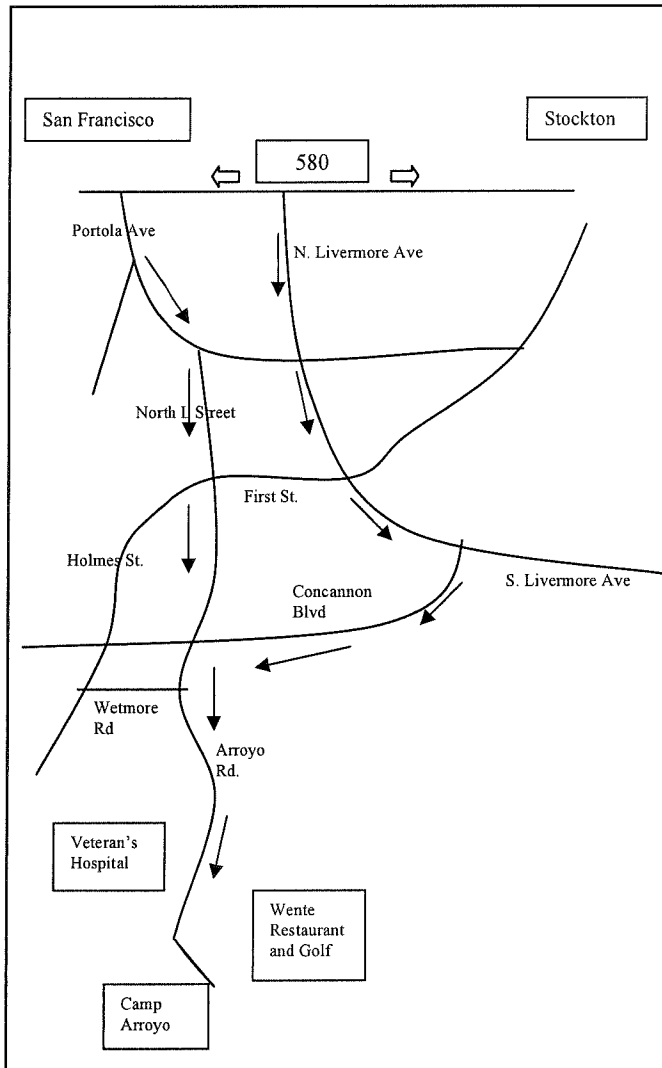 San Francisco
Stockton
580
Portola Ave
N. Livermore Ave
North L Street
First St.
Holmes St.
S. Livermore Ave
Concannon
Blvd
Wetmore
Rd
Arroyo
Rd.
Veteran's
Hospital
Wente
Restaurant
and Golf
Camp
Arroyo